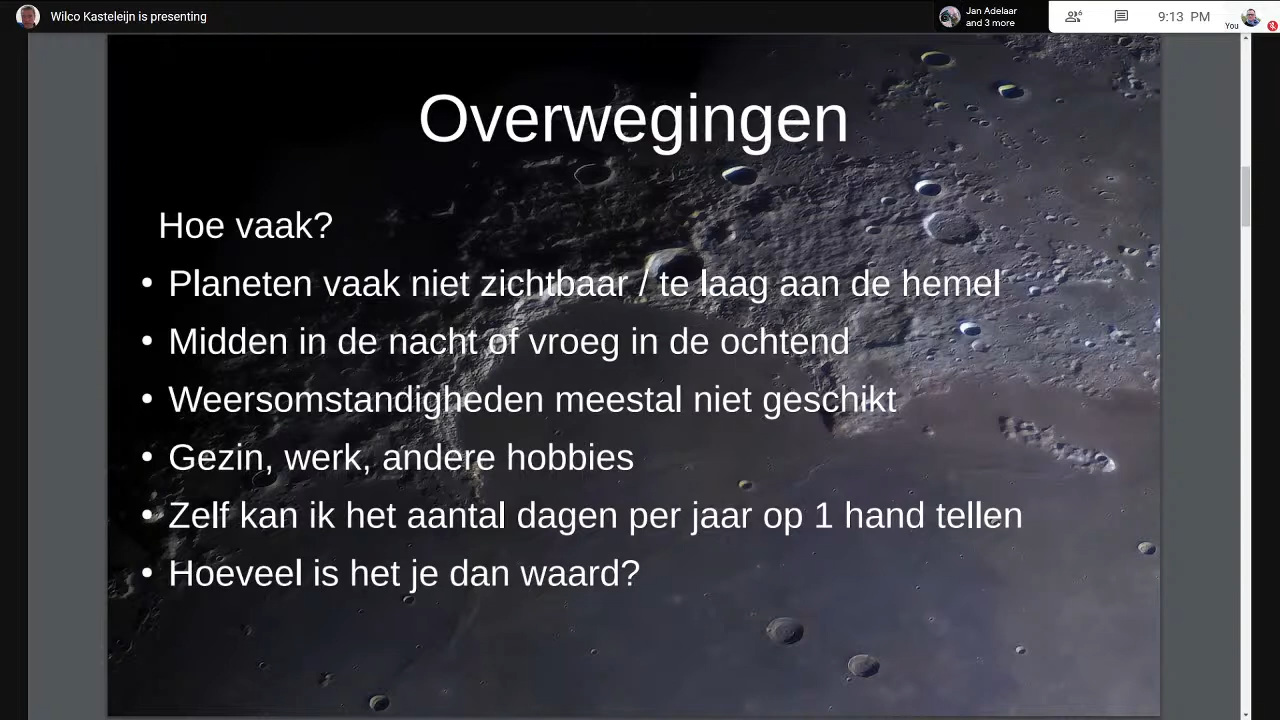 Wilco Kasteleijn is presenting
Jan Adelaar
and 3 more
6
9:13 PM
You
Overwegingen
Hoe vaak?
• Planeten vaak niet zichtbaar / te laag aan de hemel
• Midden in de nacht of vroeg in de ochtend
• Weersomstandigheden meestal niet geschikt
• Gezin, werk, andere hobbies
• Zelf kan ik het aantal dagen per jaar op 1 hand tellen
• Hoeveel is het je dan waard?